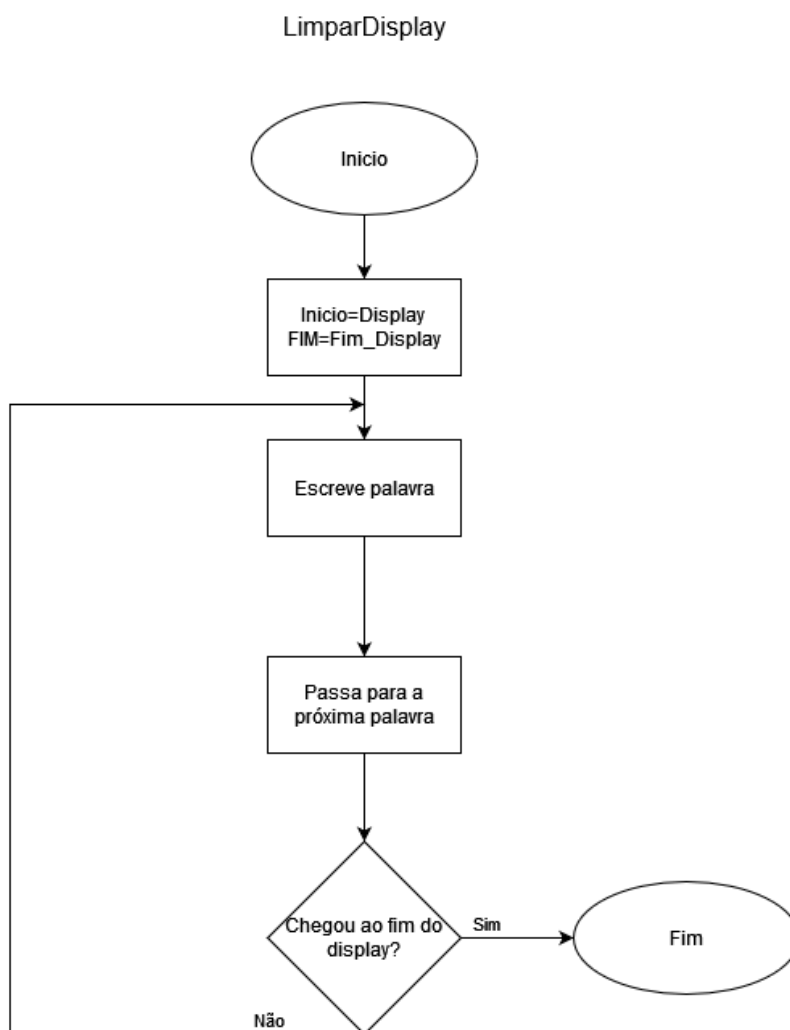 LimparDisplay
Inicio
Inicio=Display
FIM=Fim_Display
Escreve palavra
Passa para a
próxima palavra
Chegou ao fim do
display?
Sim
Fim
Não